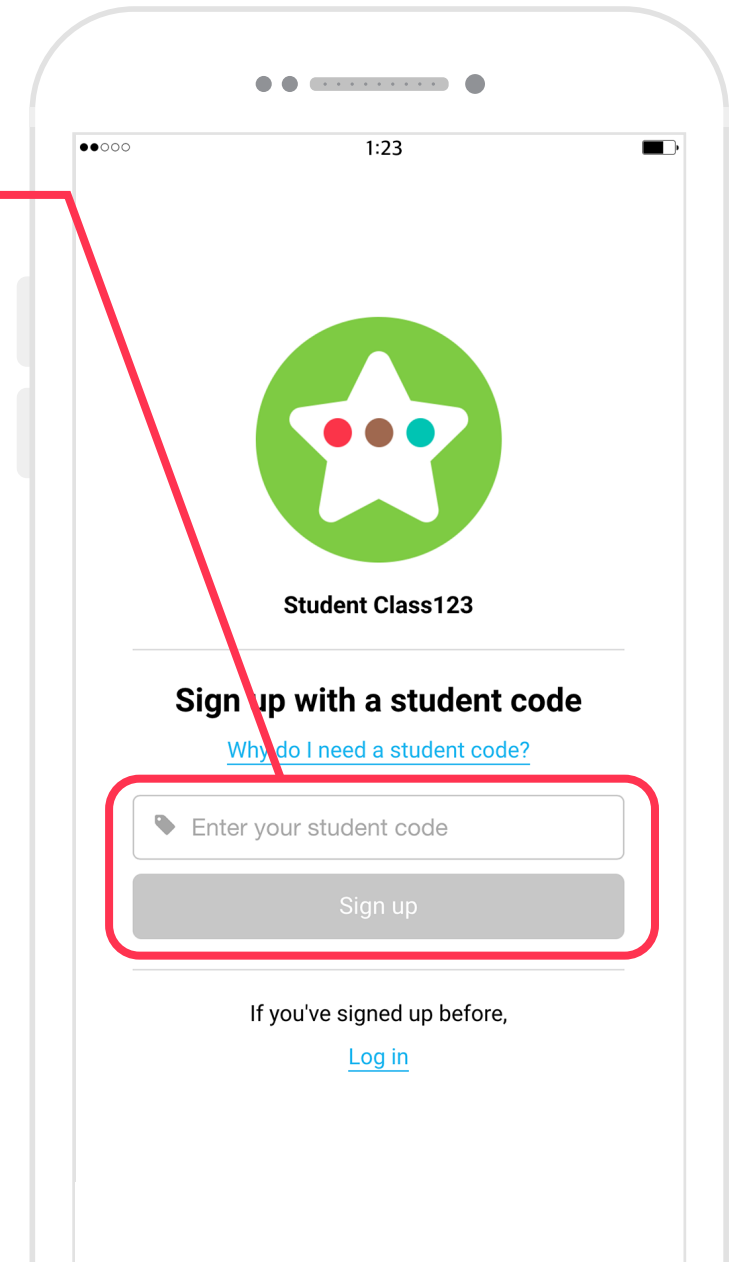 1:23
Student Class123
Sign up with a student code
Why do I need a student code?
Enter your student code
Sign up
If you've signed up before,
Log in